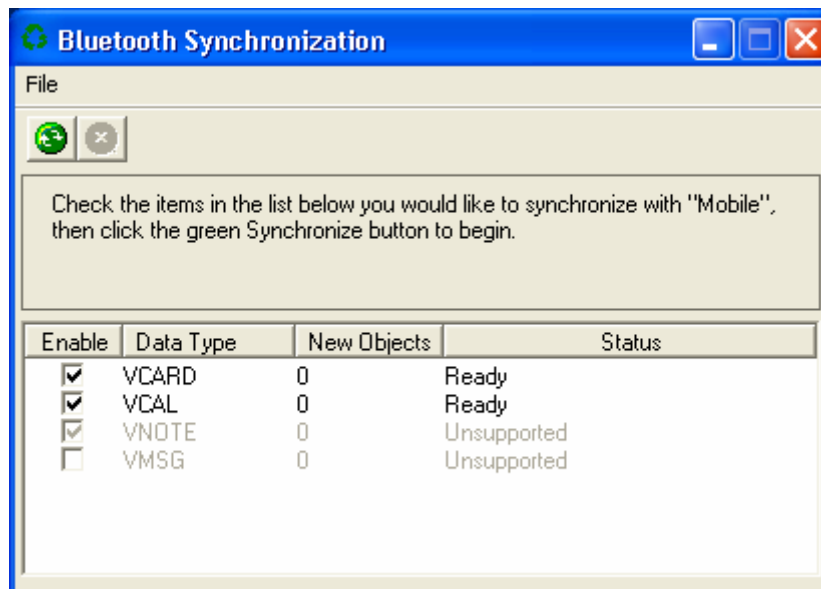 Bluetooth Synchronization
File
Check the items in the list below you would like to synchronize with "Mobile",
then click the green Synchronize button to begin.
Enable Data Type New Objects Status
VCARD 0 Ready
VCAL 0 Ready
VNOTE 0 Unsupported
VMSG 0 Unsupported